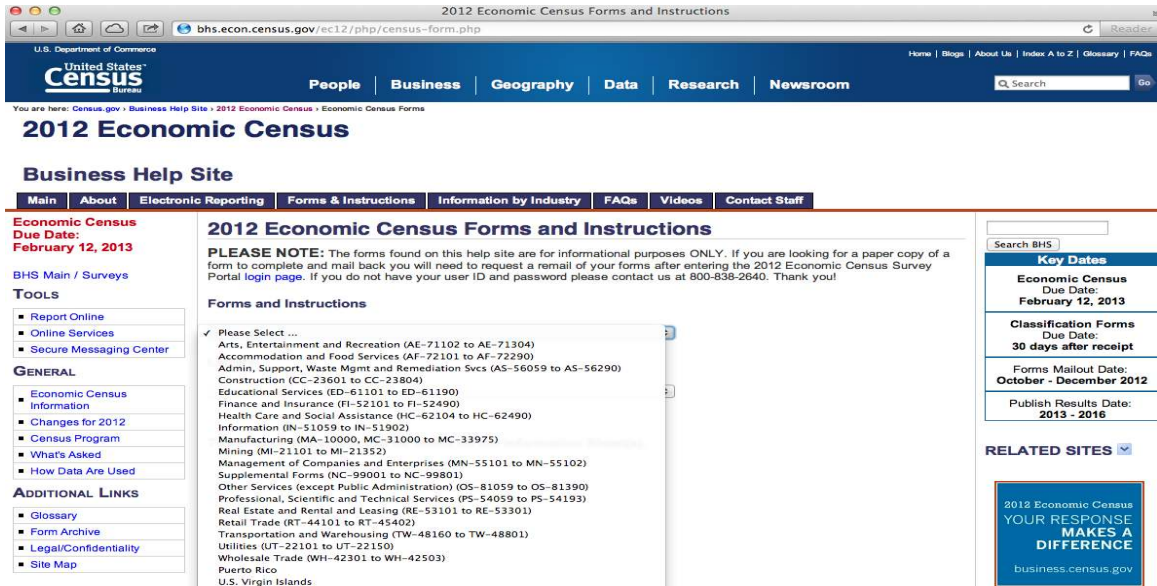 2012 Economic Census Forms and Instructions
bhs.econ.census.gov/ec12/php/census-form.php
Reader
U.S. Department of Commerce
United States™
Census
Bureau
Home | Blogs | About Us | Index A to Z | Glossary | FAQs
People | Business | Geography | Data | Research | Newsroom
Search
Go
You are here: Census.gov › Business Help Site › 2012 Economic Census › Economic Census Forms
2012 Economic Census
Business Help Site
Main
About
Electronic Reporting
Forms & Instructions
Information by Industry
FAQs
Videos
Contact Staff
Economic Census
Due Date:
February 12, 2013
BHS Main / Surveys
TOOLS
Report Online
Online Services
Secure Messaging Center
GENERAL
Economic Census
Information
Changes for 2012
Census Program
What's Asked
How Data Are Used
ADDITIONAL LINKS
Glossary
Form Archive
Legal/Confidentiality
Site Map
2012 Economic Census Forms and Instructions
PLEASE NOTE: The forms found on this help site are for informational purposes ONLY. If you are looking for a paper copy of a
form to complete and mail back you will need to request a remail of your forms after entering the 2012 Economic Census Survey
Portal login page. If you do not have your user ID and password please contact us at 800-838-2640. Thank you!
Forms and Instructions
✓ Please Select ...
Arts, Entertainment and Recreation (AE-71102 to AE-71304)
Accommodation and Food Services (AF-72101 to AF-72290)
Admin, Support, Waste Mgmt and Remediation Svcs (AS-56059 to AS-56290)
Construction (CC-23601 to CC-23804)
Educational Services (ED-61101 to ED-61190)
Finance and Insurance (FI-52101 to FI-52490)
Health Care and Social Assistance (HC-62104 to HC-62490)
Information (IN-51059 to IN-51902)
Manufacturing (MA-10000, MC-31000 to MC-33975)
Mining (MI-21101 to MI-21352)
Management of Companies and Enterprises (MN-55101 to MN-55102)
Supplemental Forms (NC-99001 to NC-99801)
Other Services (except Public Administration) (OS-81059 to OS-81390)
Professional, Scientific and Technical Services (PS-54059 to PS-54193)
Real Estate and Rental and Leasing (RE-53101 to RE-53301)
Retail Trade (RT-44101 to RT-45402)
Transportation and Warehousing (TW-48160 to TW-48801)
Utilities (UT-22101 to UT-22150)
Wholesale Trade (WH-42301 to WH-42503)
Puerto Rico
U.S. Virgin Islands
Search BHS
Key Dates
Economic Census
Due Date:
February 12, 2013
Classification Forms
Due Date:
30 days after receipt
Forms Mailout Date:
October - December 2012
Publish Results Date:
2013 - 2016
RELATED SITES
2012 Economic Census
YOUR RESPONSE
MAKES A
DIFFERENCE
business.census.gov